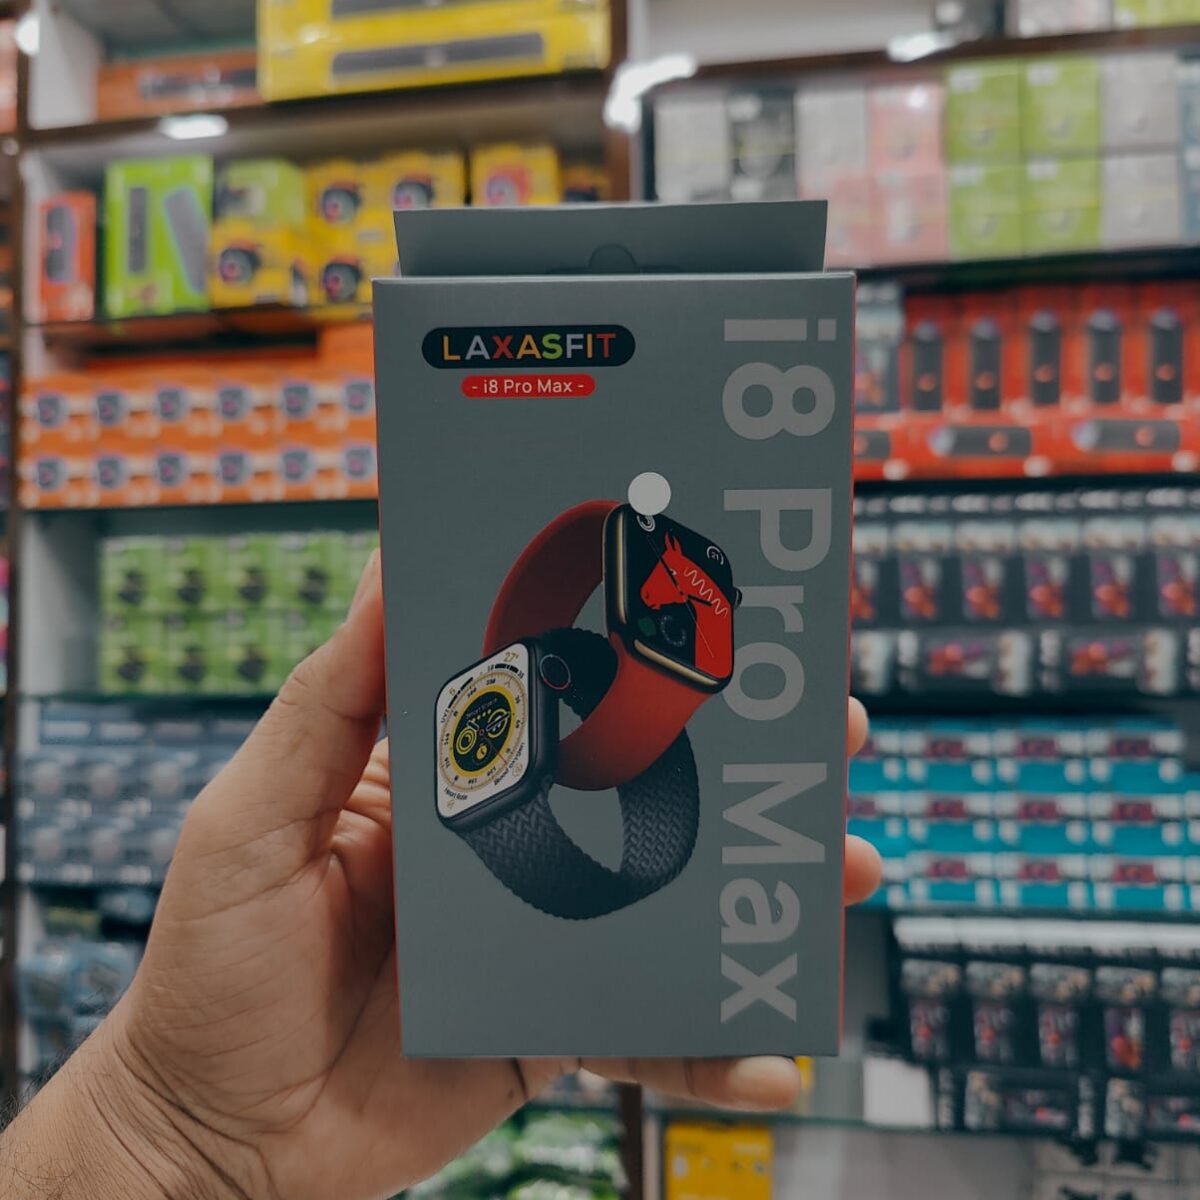 LAXASFIT
- i8 Pro Max -
i8 Pro Max